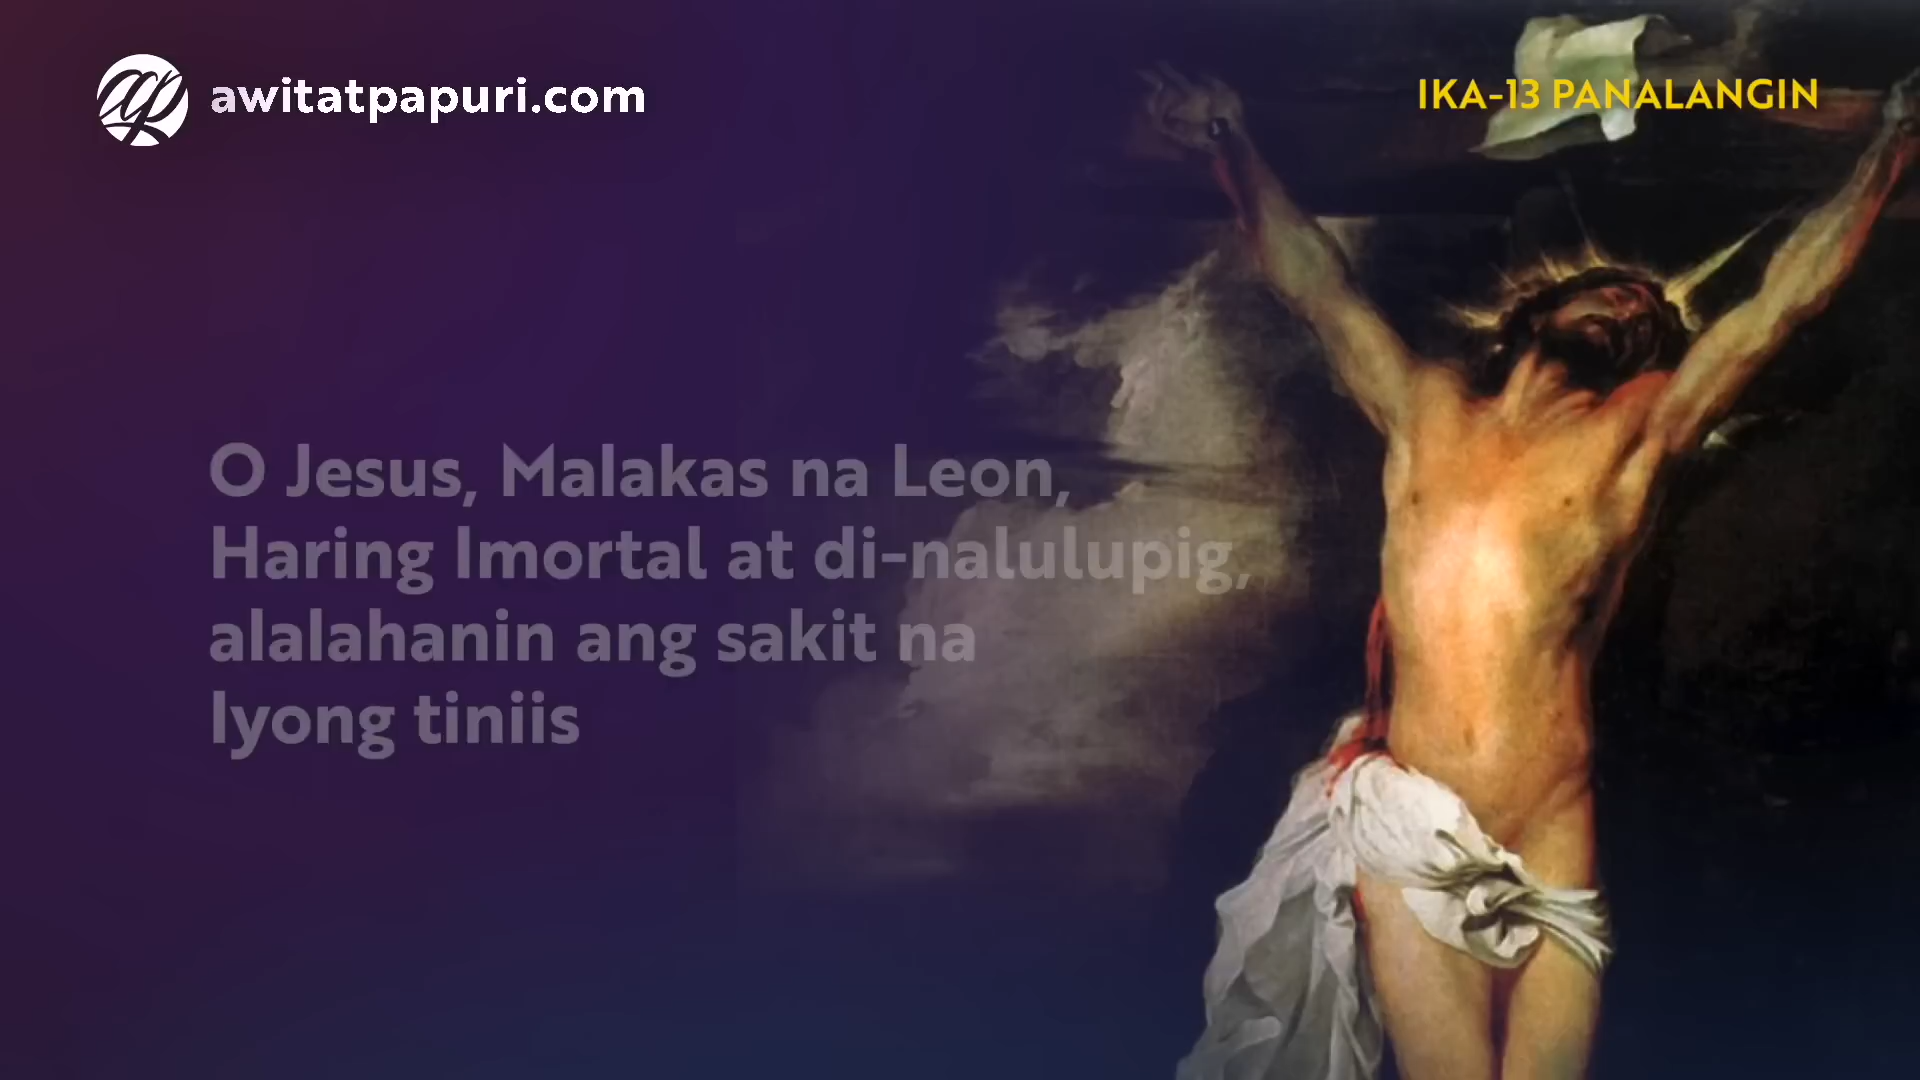 awitatpapuri.com
IKA-13 PANALANGIN
O Jesus, Malakas na Leon,
Haring Imortal at di-nalulupig,
alalahanin ang sakit na
Iyong tiniis